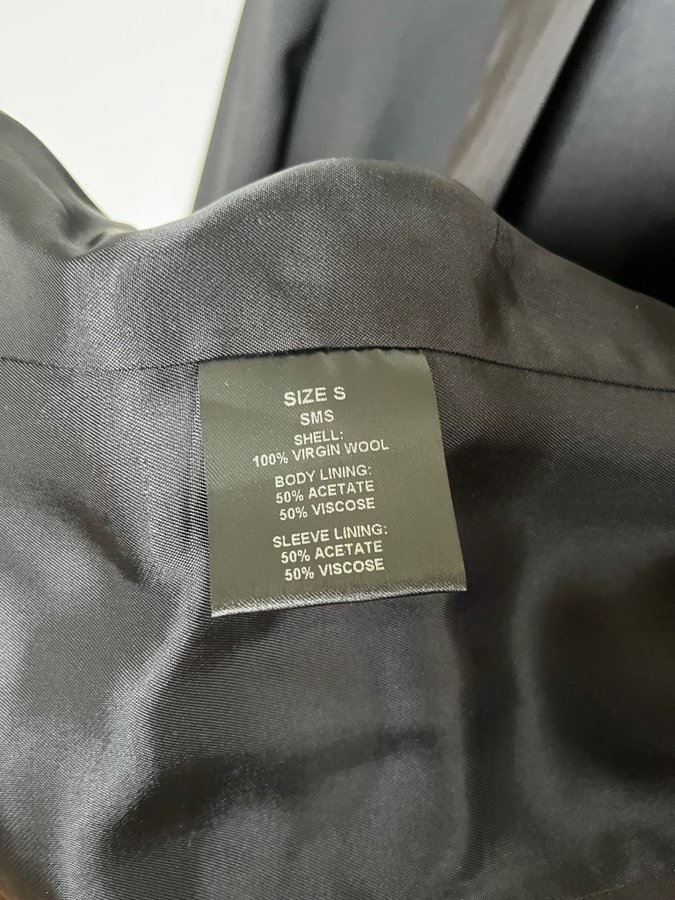 SIZE S
SMS
SHELL:
100% VIRGIN WOOL
BODY LINING:
50% ACETATE
50% VISCOSE
SLEEVE LINING:
50% ACETATE
50% VISCOSE